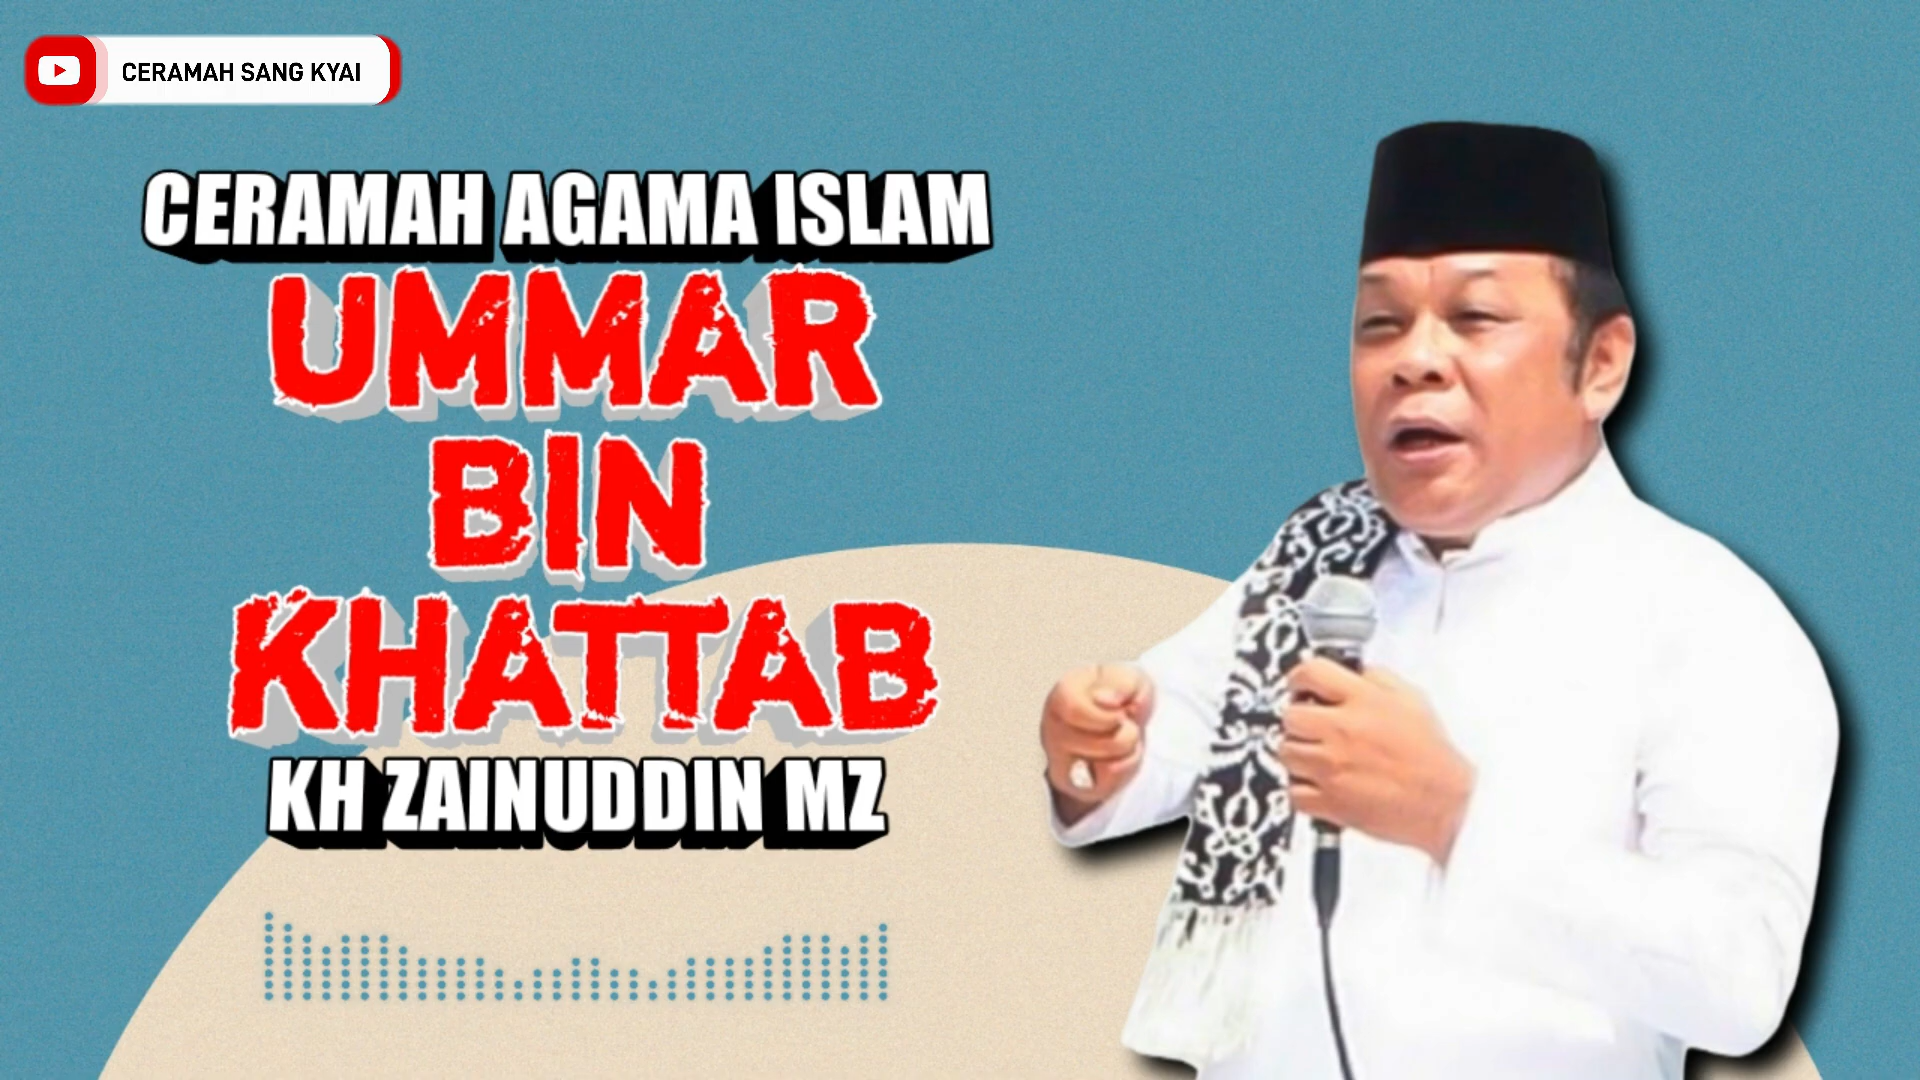 CERAMAH SANG KYAI
CERAMAH AGAMA ISLAM
UMMAR
BIN
KHATTAB
KH ZAINUDDIN MZ